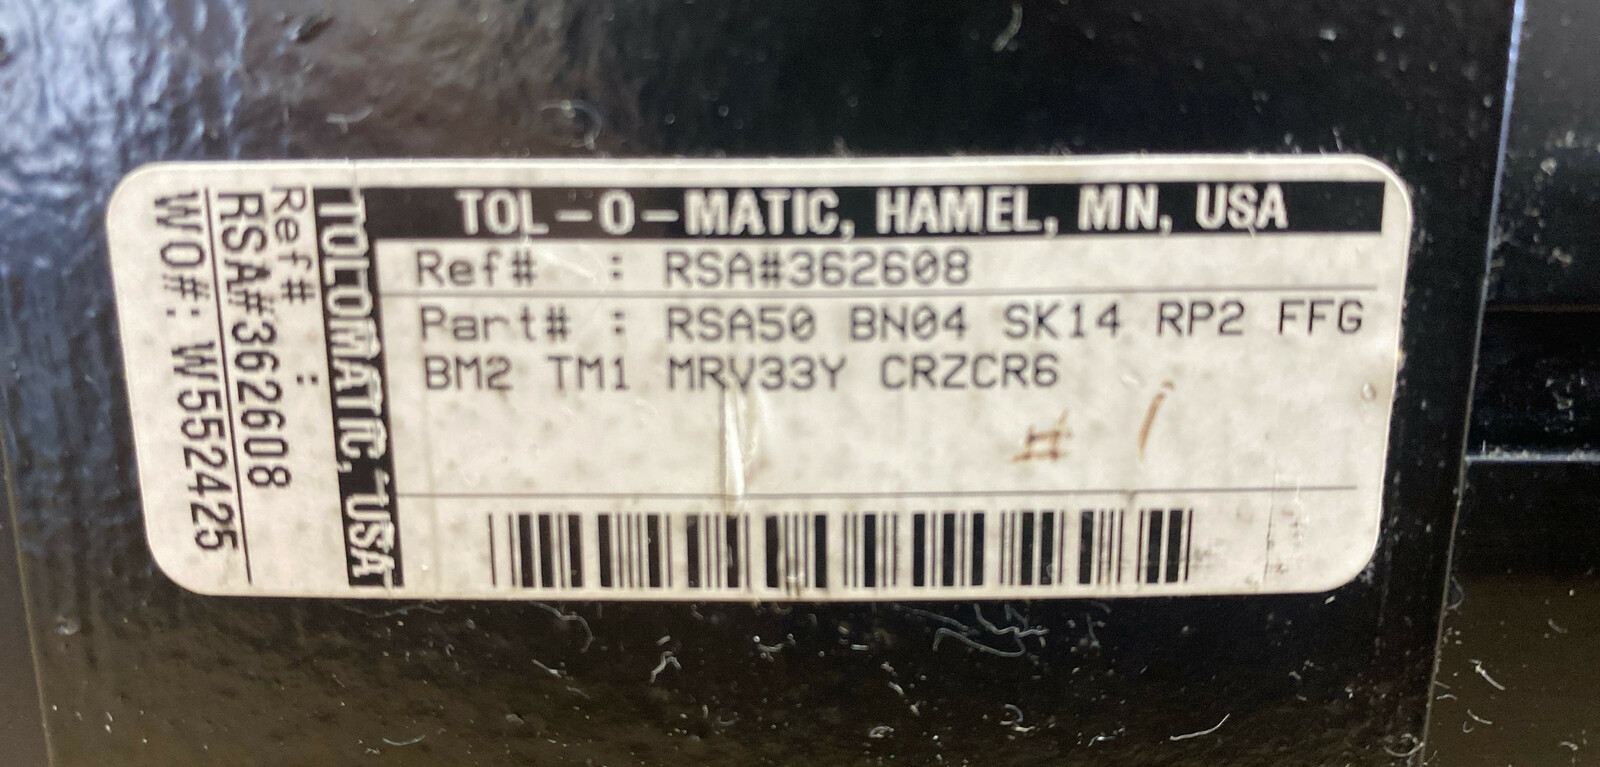 TOL-O-MATIC, HAMEL, MN, USA
Ref# : RSA#362608
Part# : RSA50 BN04 SK14 RP2 FFG
BM2 TM1 MRV33Y CRZCR6
# 1
TOLOMATIC, USA
Ref# :
RSA#362608
WO#: W552425